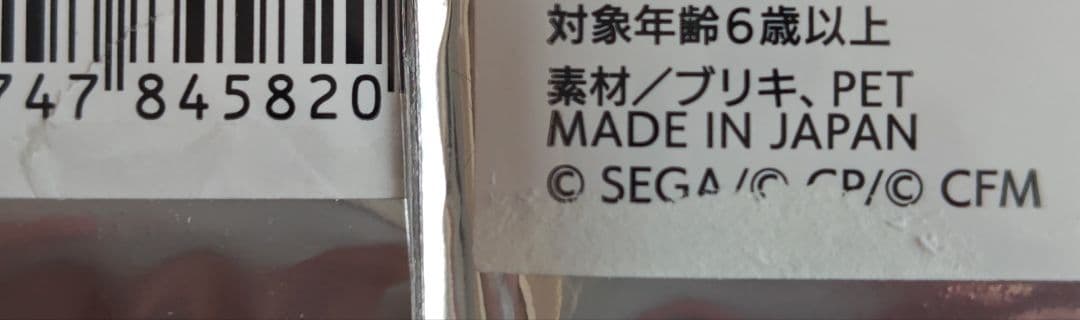 747 845820
対象年齢6歳以上
素材/ブリキ、PET
MADE IN JAPAN
© SEGA/© CP/© CFM